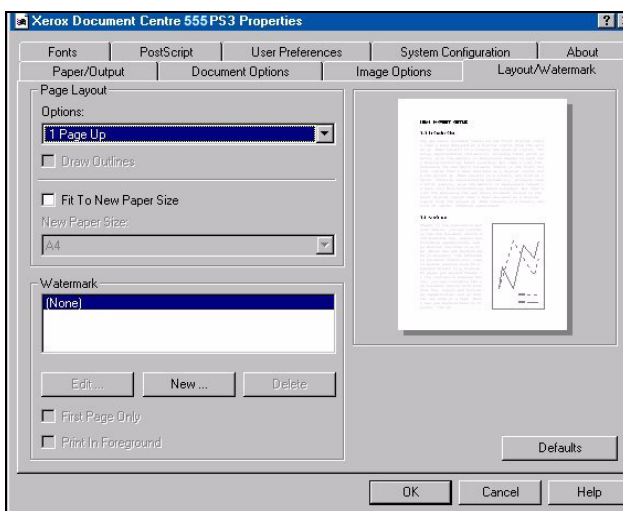 Xerox Document Centre 555 PS3 Properties
Fonts PostScript User Preferences System Configuration About
Paper/Output Document Options Image Options Layout/Watermark
Page Layout
Options:
1 Page Up
Draw Outlines
Fit To New Paper Size
New Paper Size:
A4
Watermark
(None)
Edit ... New ... Delete
First Page Only
Print In Foreground
Defaults
OK Cancel Help